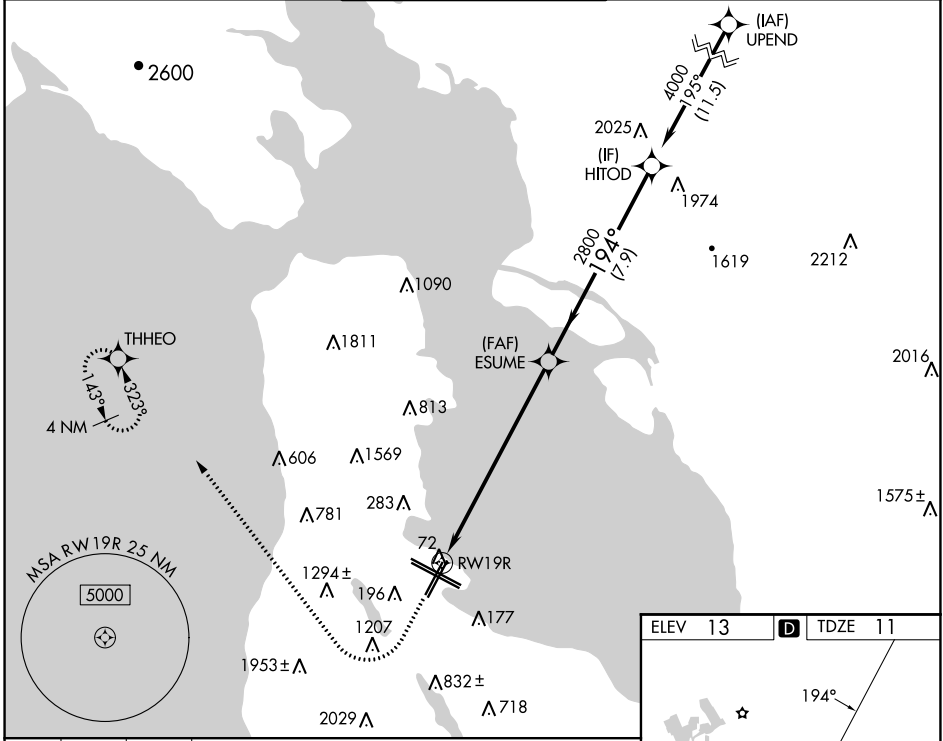 (IAF)
UPEND
2600
4000
195°
(11.5)
2025
(IF)
HITOD
1974
2800
194°
(7.9)
1619
2212
1090
THHEO
1811
(FAF)
ESUME
2016
143°
323°
4 NM
813
606
1569
283
781
1575±
72
RW19R
MSA RW19R 25 NM
5000
1294±
196
177
1207
ELEV 13
D
TDZE 11
1953±
832±
194°
718
2029